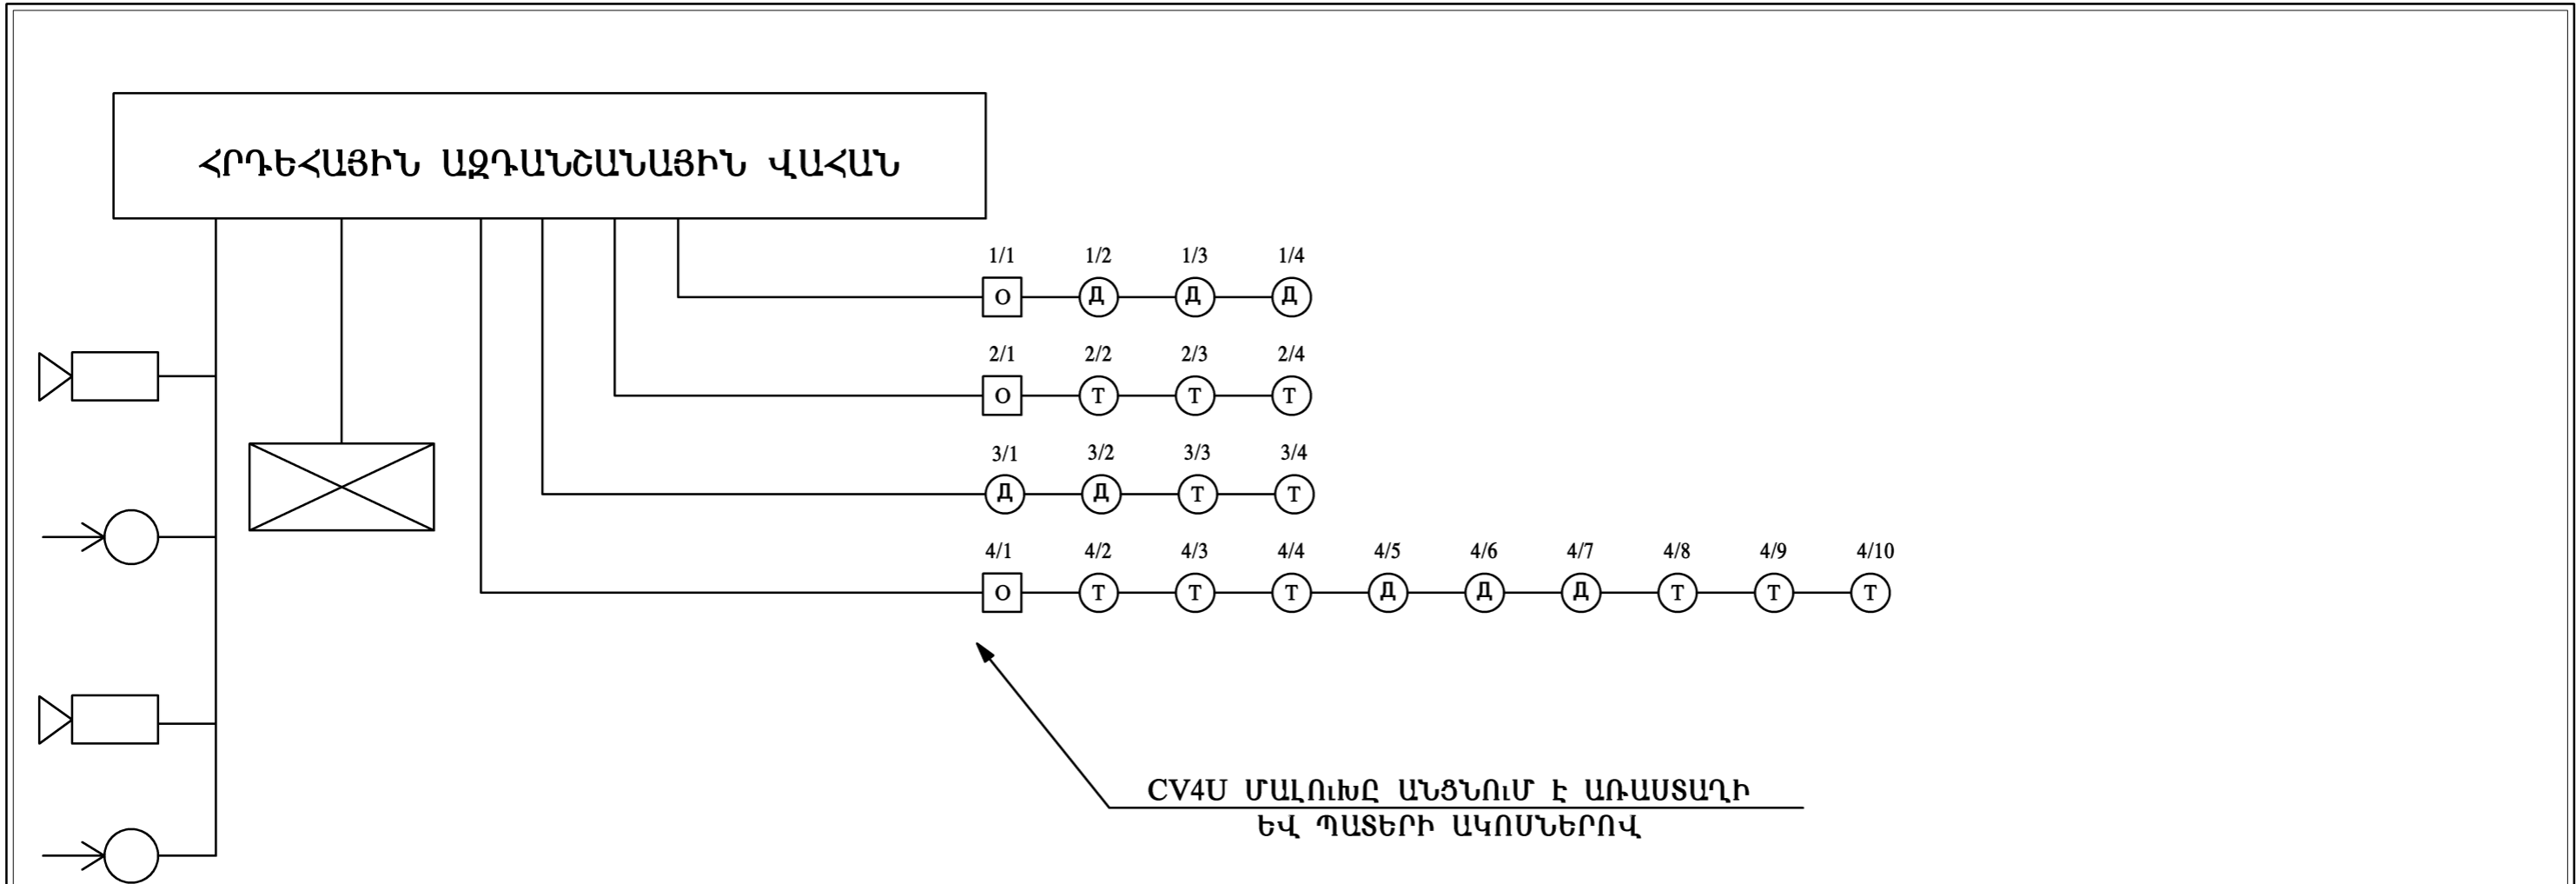 ՀՐԴԵՀԱՅԻՆ ԱԶԴԱՆՇԱՆԱՅԻՆ ՎԱՀԱՆ
1/1 1/2 1/3 1/4
О Д Д Д
2/1 2/2 2/3 2/4
О Т Т Т
3/1 3/2 3/3 3/4
Д Д Т Т
4/1 4/2 4/3 4/4 4/5 4/6 4/7 4/8 4/9 4/10
О Т Т Т Д Д Д Т Т Т
CV4U ՄԱԼՈւԽԸ ԱՆՑՆՈւՄ Է ԱՌԱՍՏԱՂԻ
ԵՎ ՊԱՏԵՐԻ ԱԿՈՍՆԵՐՈՎ